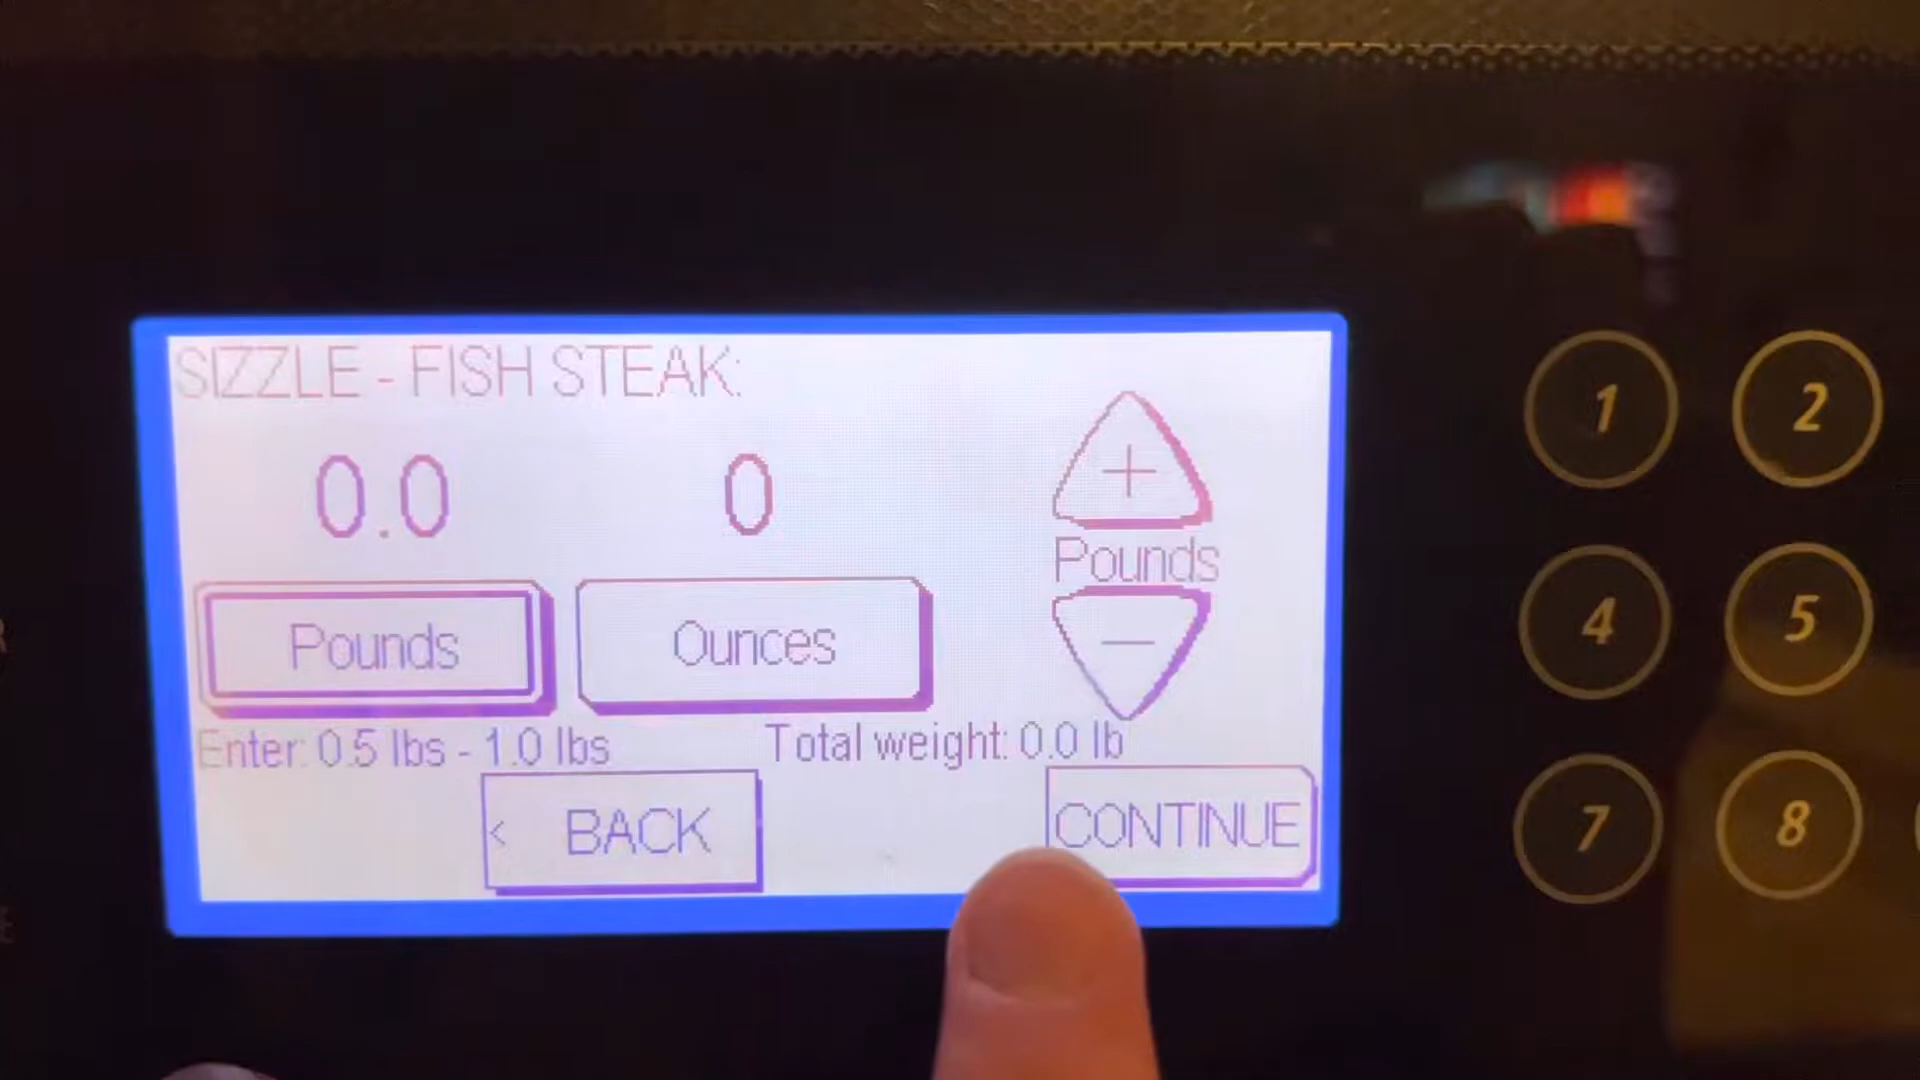 SIZZLE - FISH STEAK:
0.0 0 +
Pounds
Pounds Ounces −
Enter: 0.5 lbs - 1.0 lbs Total weight: 0.0 lb
< BACK CONTINUE
1 2
4 5
7 8